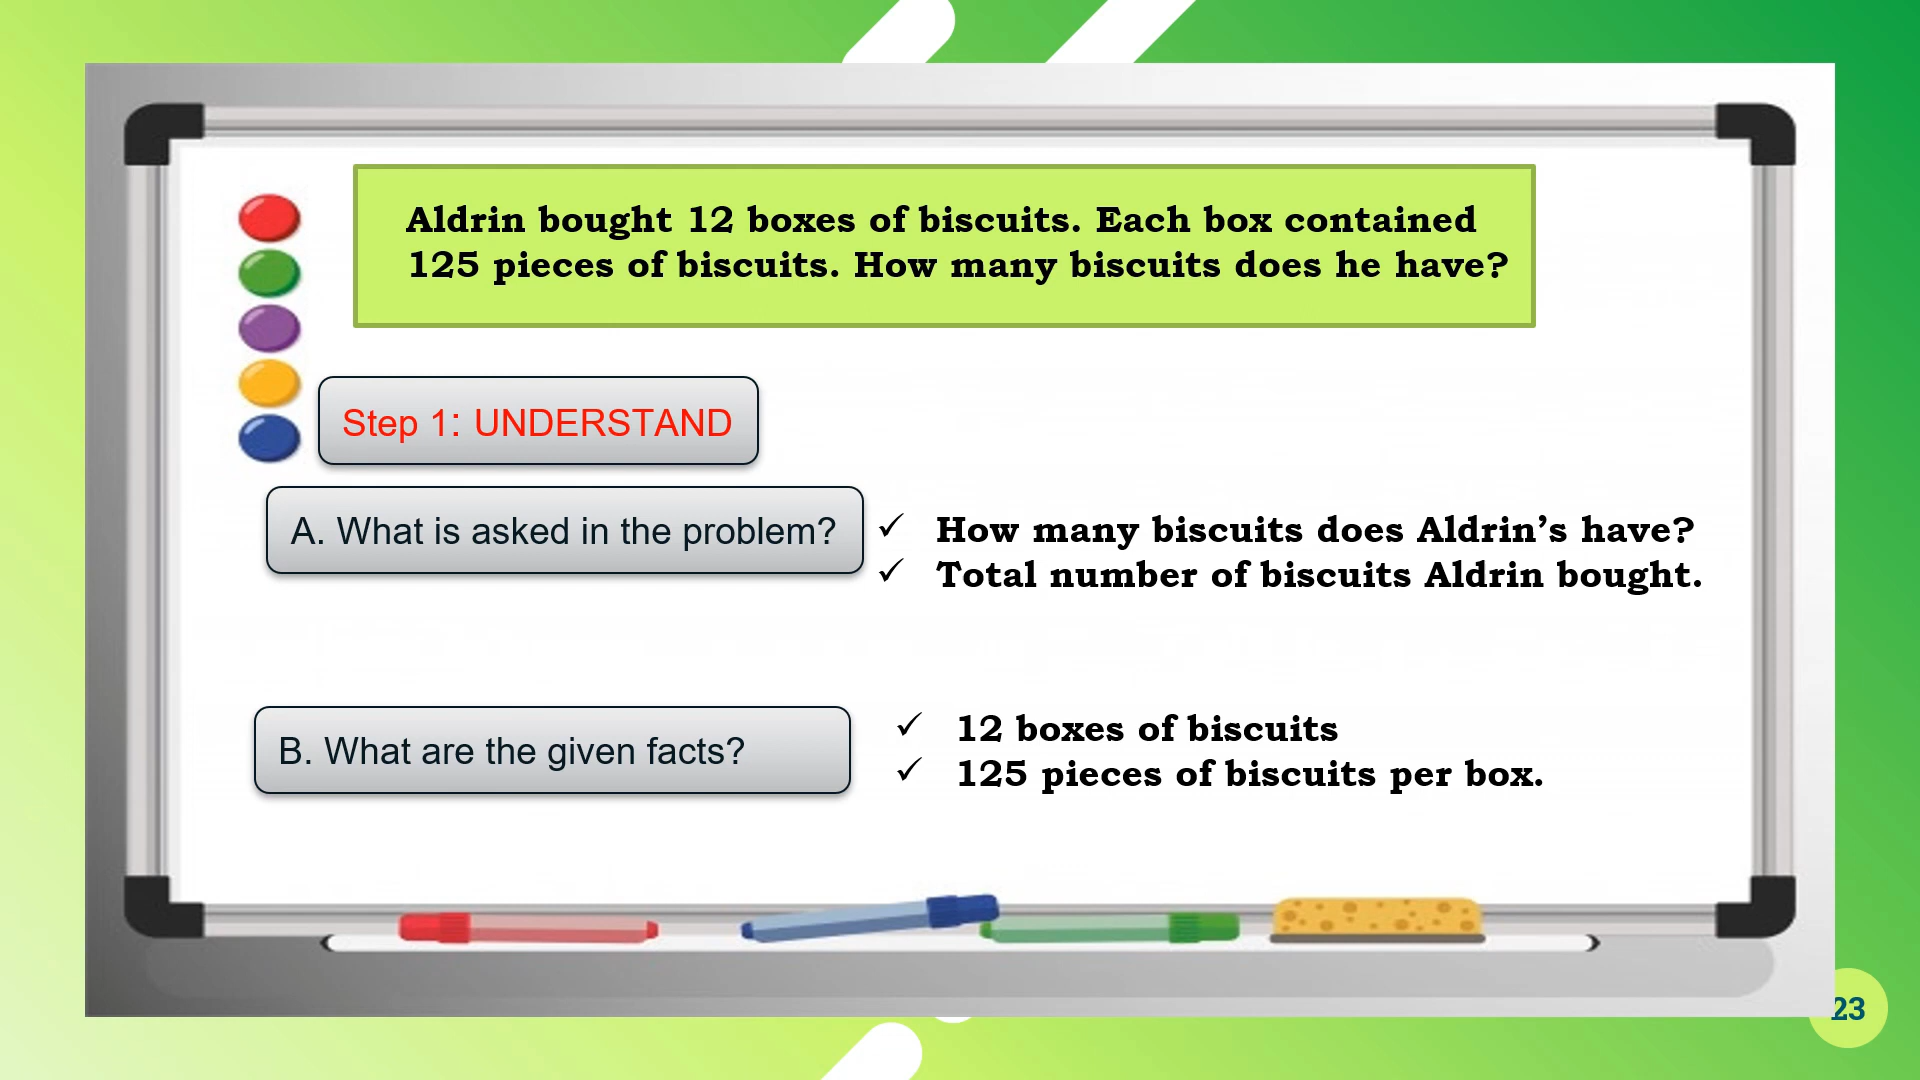 Aldrin bought 12 boxes of biscuits. Each box contained
125 pieces of biscuits. How many biscuits does he have?
Step 1: UNDERSTAND
A. What is asked in the problem?
✓ How many biscuits does Aldrin’s have?
✓ Total number of biscuits Aldrin bought.
B. What are the given facts?
✓ 12 boxes of biscuits
✓ 125 pieces of biscuits per box.
23